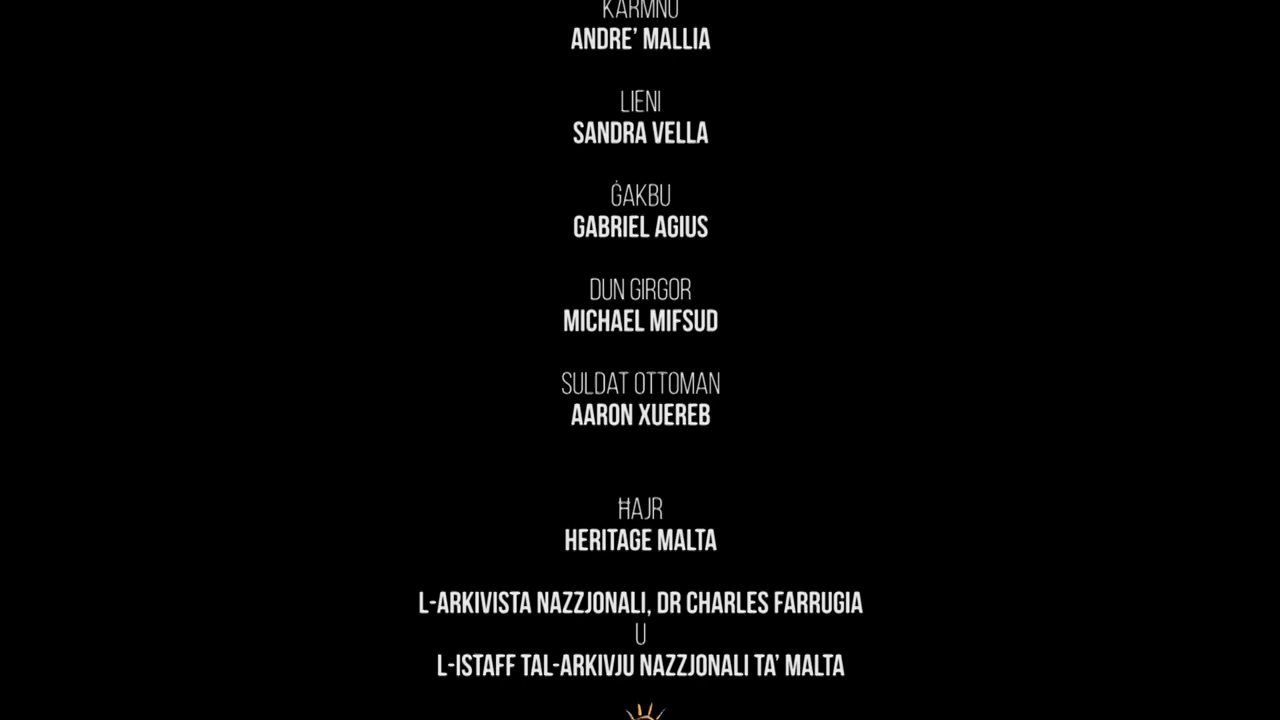 KARMNU
ANDRE’ MALLIA
LIENI
SANDRA VELLA
ĠAKBU
GABRIEL AGIUS
DUN GIRGOR
MICHAEL MIFSUD
SULDAT OTTOMAN
AARON XUEREB
ĦAJR
HERITAGE MALTA
L-ARKIVISTA NAZZJONALI, DR CHARLES FARRUGIA
U
L-ISTAFF TAL-ARKIVJU NAZZJONALI TA’ MALTA